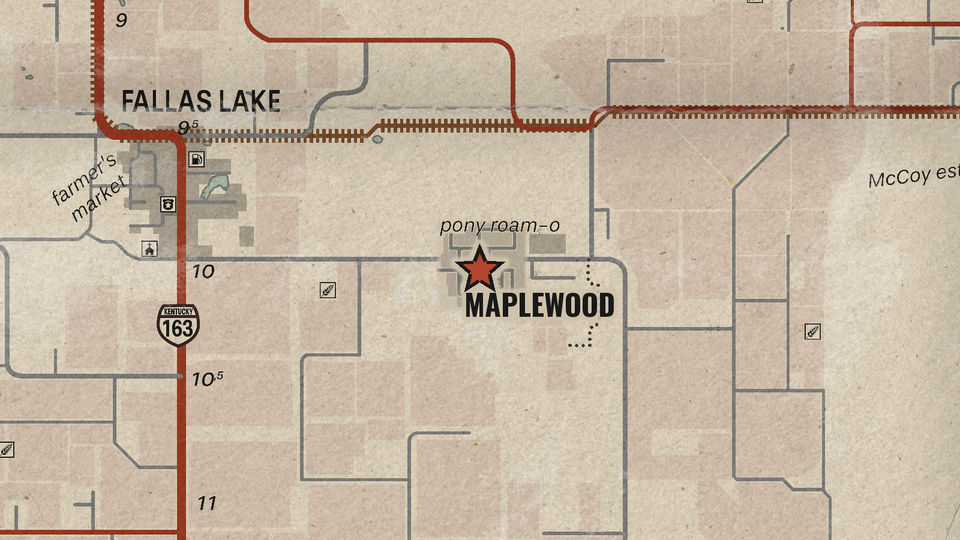 9
FALLAS LAKE
9⁵
farmer's
market
McCoy est
pony roam-o
10
MAPLEWOOD
KENTUCKY
163
10⁵
11